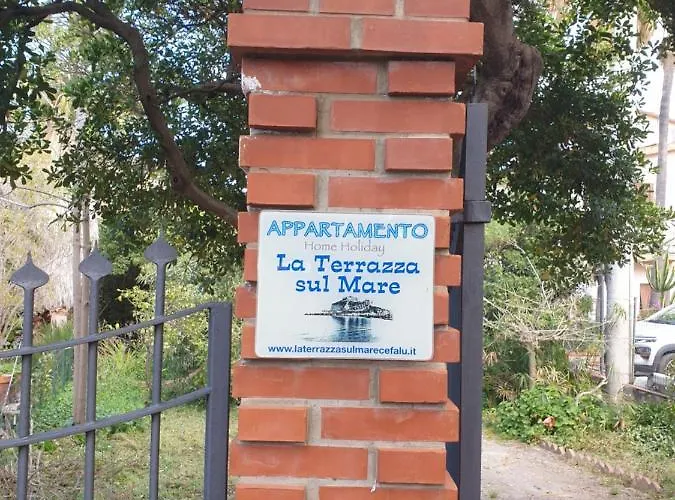 APPARTAMENTO
Home Holiday
La Terrazza
sul Mare
www.laterrazzasulmarecefalu.it